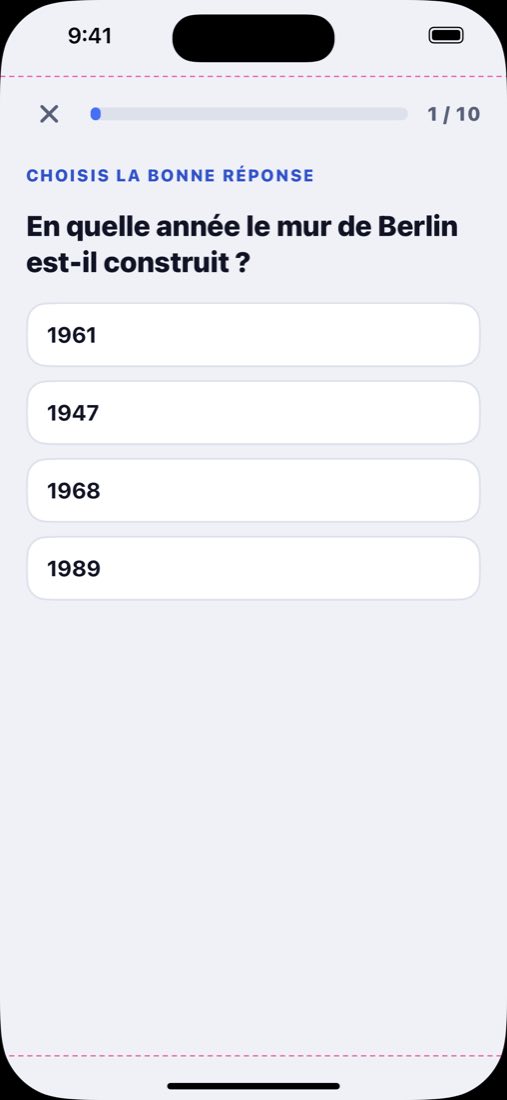 9:41
1 / 10
CHOISIS LA BONNE RÉPONSE
En quelle année le mur de Berlin
est-il construit ?
1961
1947
1968
1989